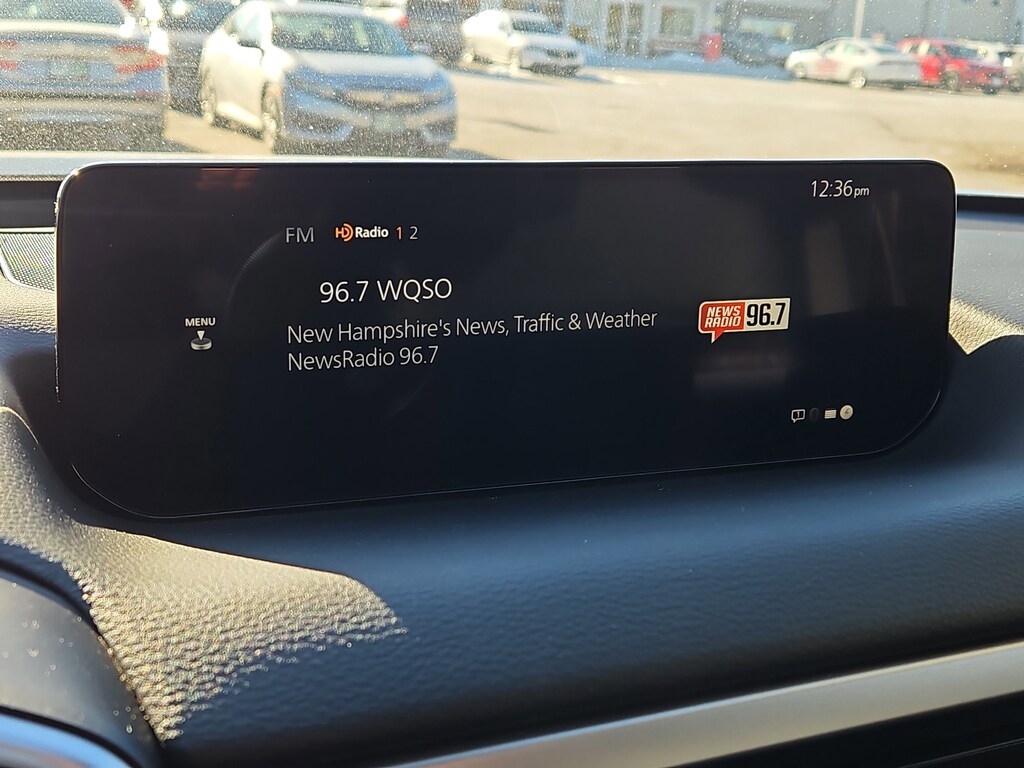 12:36pm
FM HD Radio 1 2
96.7 WQSO
MENU
New Hampshire's News, Traffic & Weather
NewsRadio 96.7
NEWS
RADIO 96.7